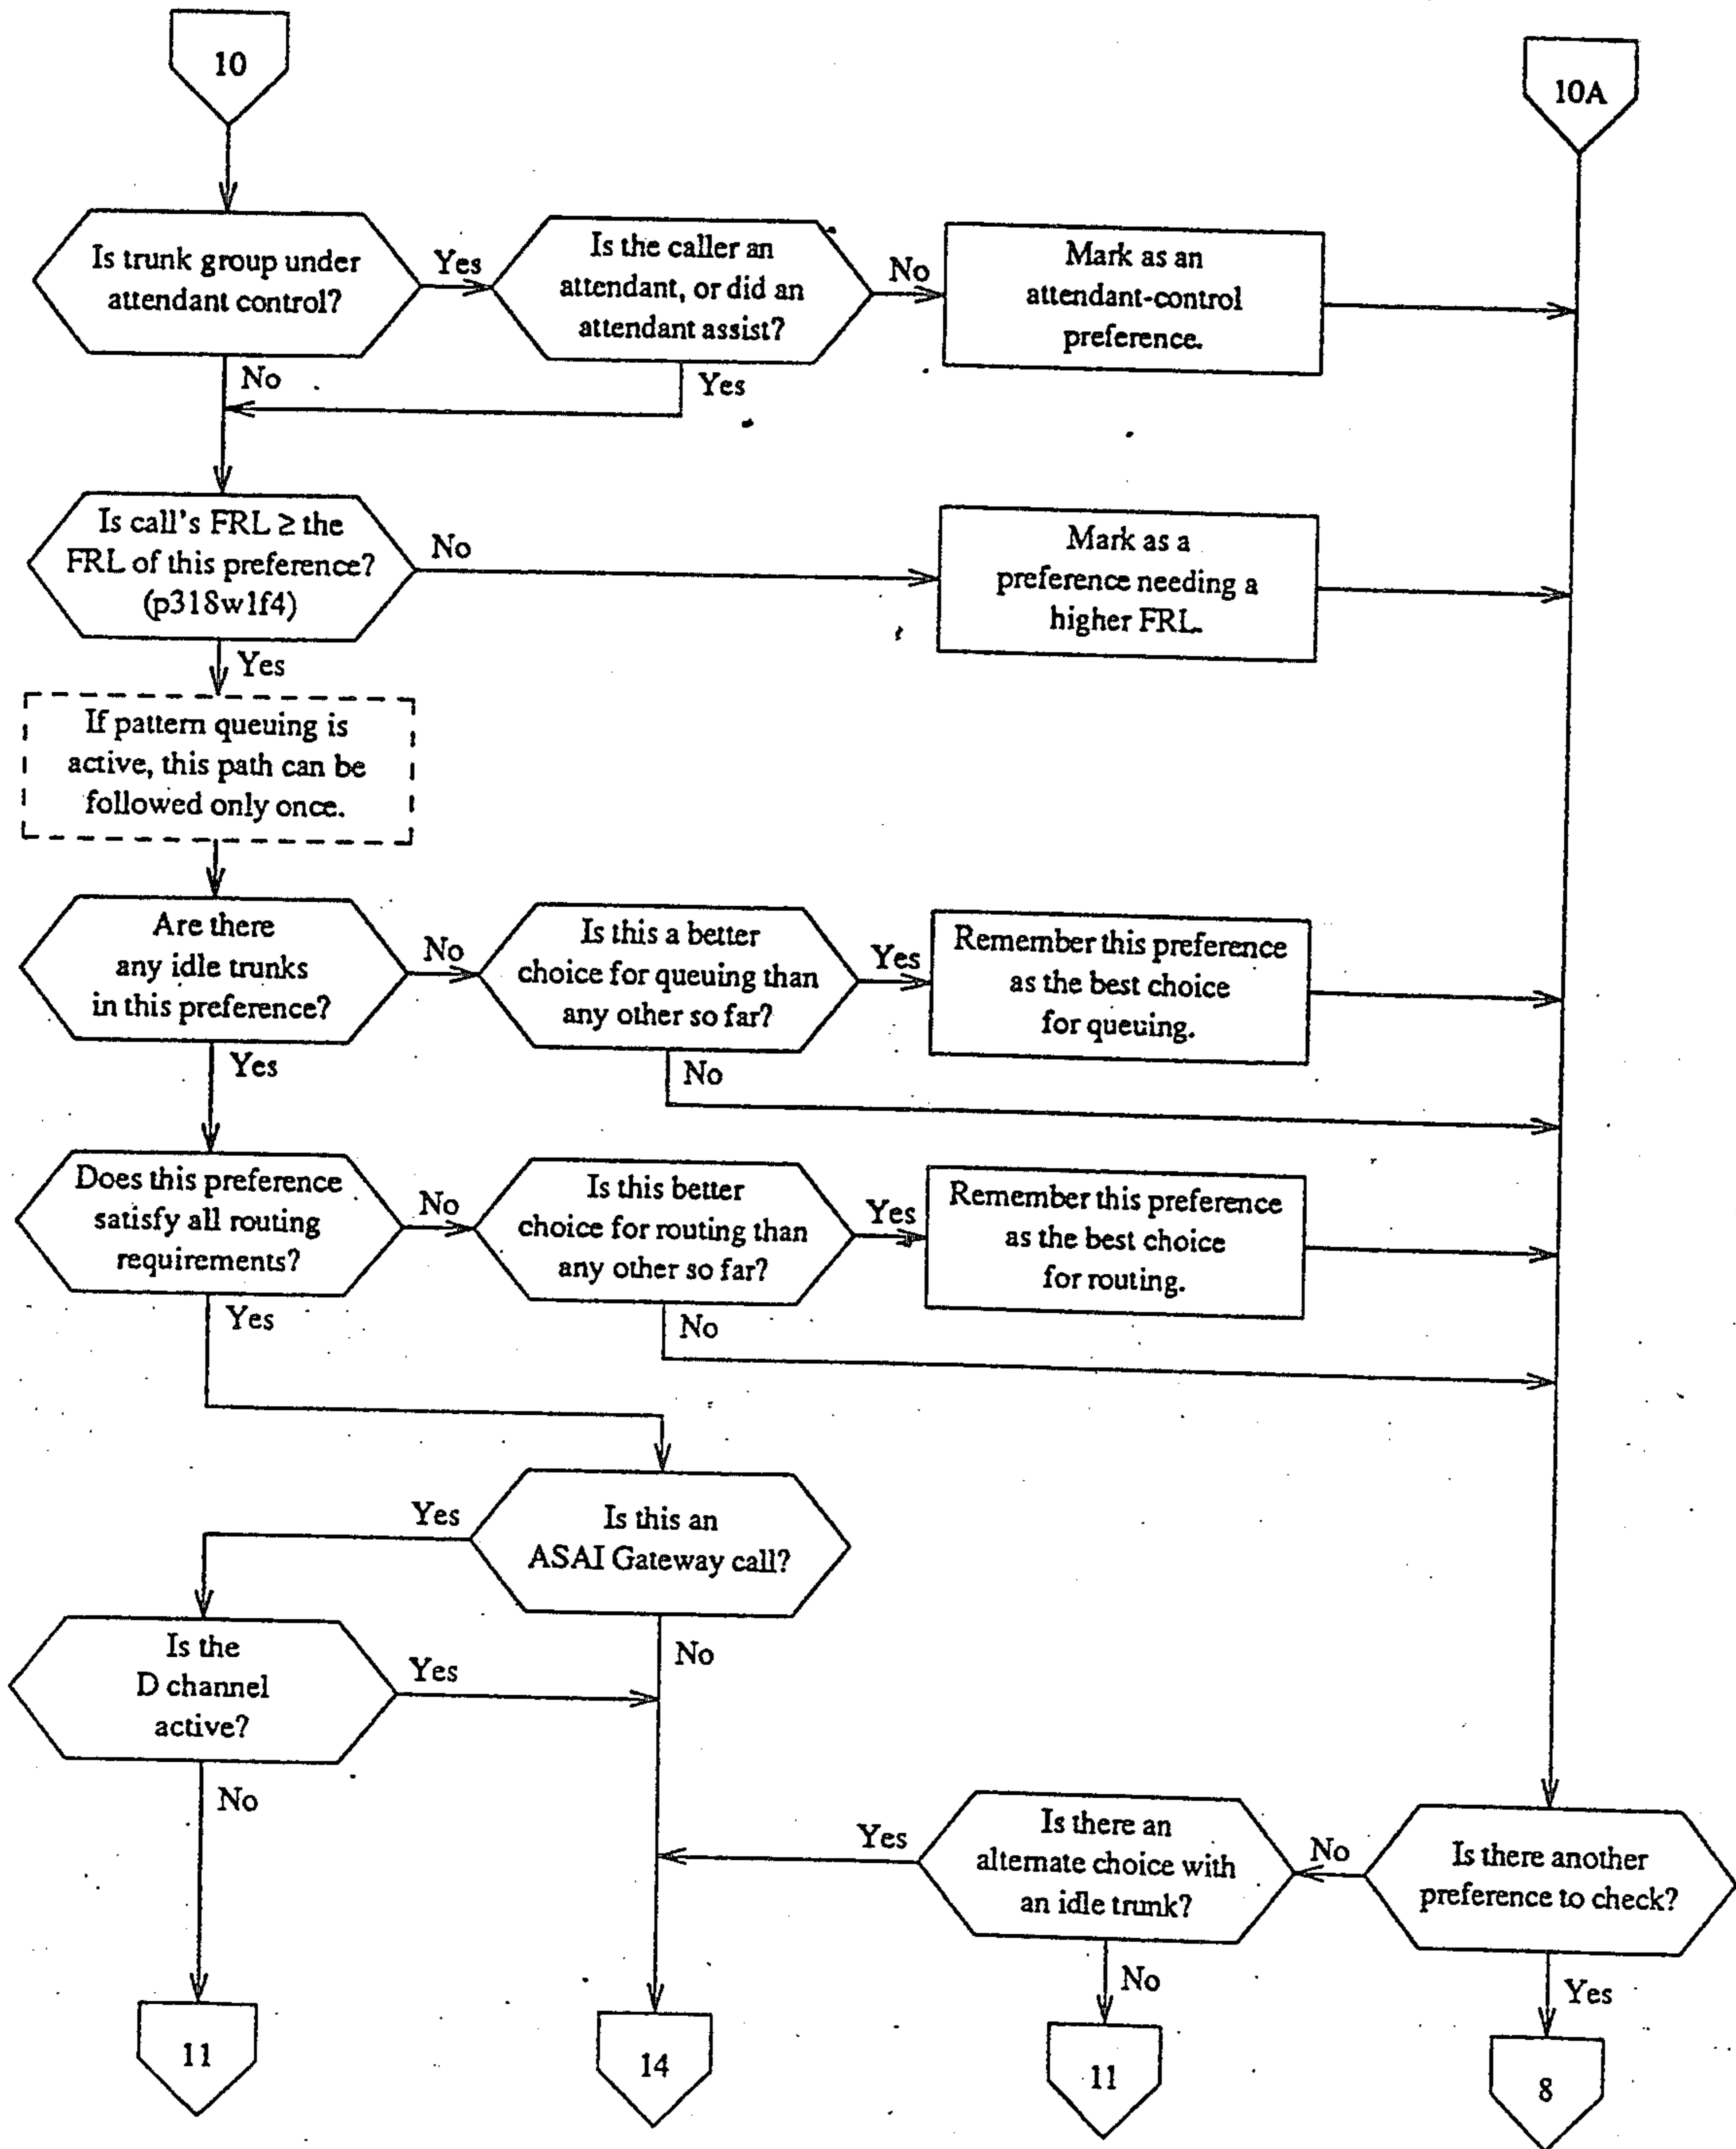 10
10A
Is trunk group under
attendant control?
Yes
Is the caller an
attendant, or did an
attendant assist?
No
Mark as an
attendant-control
preference.
No
Yes
Is call's FRL ≥ the
FRL of this preference?
(p318w1f4)
No
Mark as a
preference needing a
higher FRL.
Yes
If pattern queuing is
active, this path can be
followed only once.
Are there
any idle trunks
in this preference?
No
Is this a better
choice for queuing than
any other so far?
Yes
Remember this preference
as the best choice
for queuing.
Yes
No
Does this preference
satisfy all routing
requirements?
No
Is this better
choice for routing than
any other so far?
Yes
Remember this preference
as the best choice
for routing.
Yes
No
Is this an
ASAI Gateway call?
Yes
No
Is the
D channel
active?
Yes
No
Is there another
preference to check?
No
Is there an
alternate choice with
an idle trunk?
Yes
No
Yes
11
14
11
8